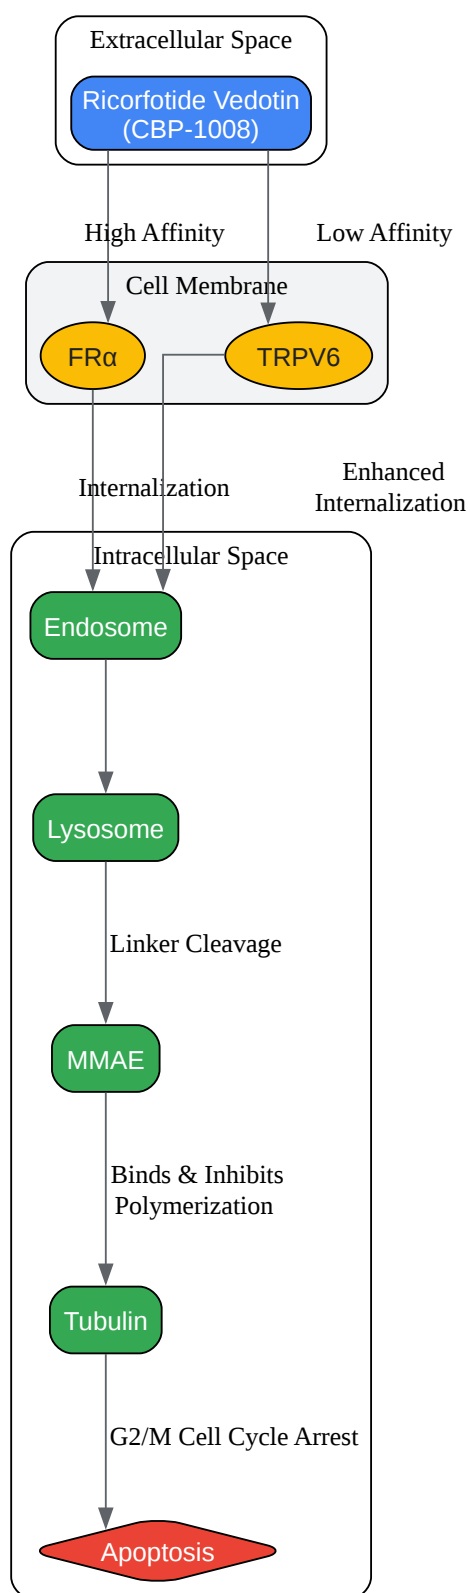 Extracellular Space
Ricorfotide Vedotin
(CBP-1008)
High Affinity
Low Affinity
Cell Membrane
FRα
TRPV6
Internalization
Enhanced
Internalization
Intracellular Space
Endosome
Lysosome
Linker Cleavage
MMAE
Binds & Inhibits
Polymerization
Tubulin
G2/M Cell Cycle Arrest
Apoptosis